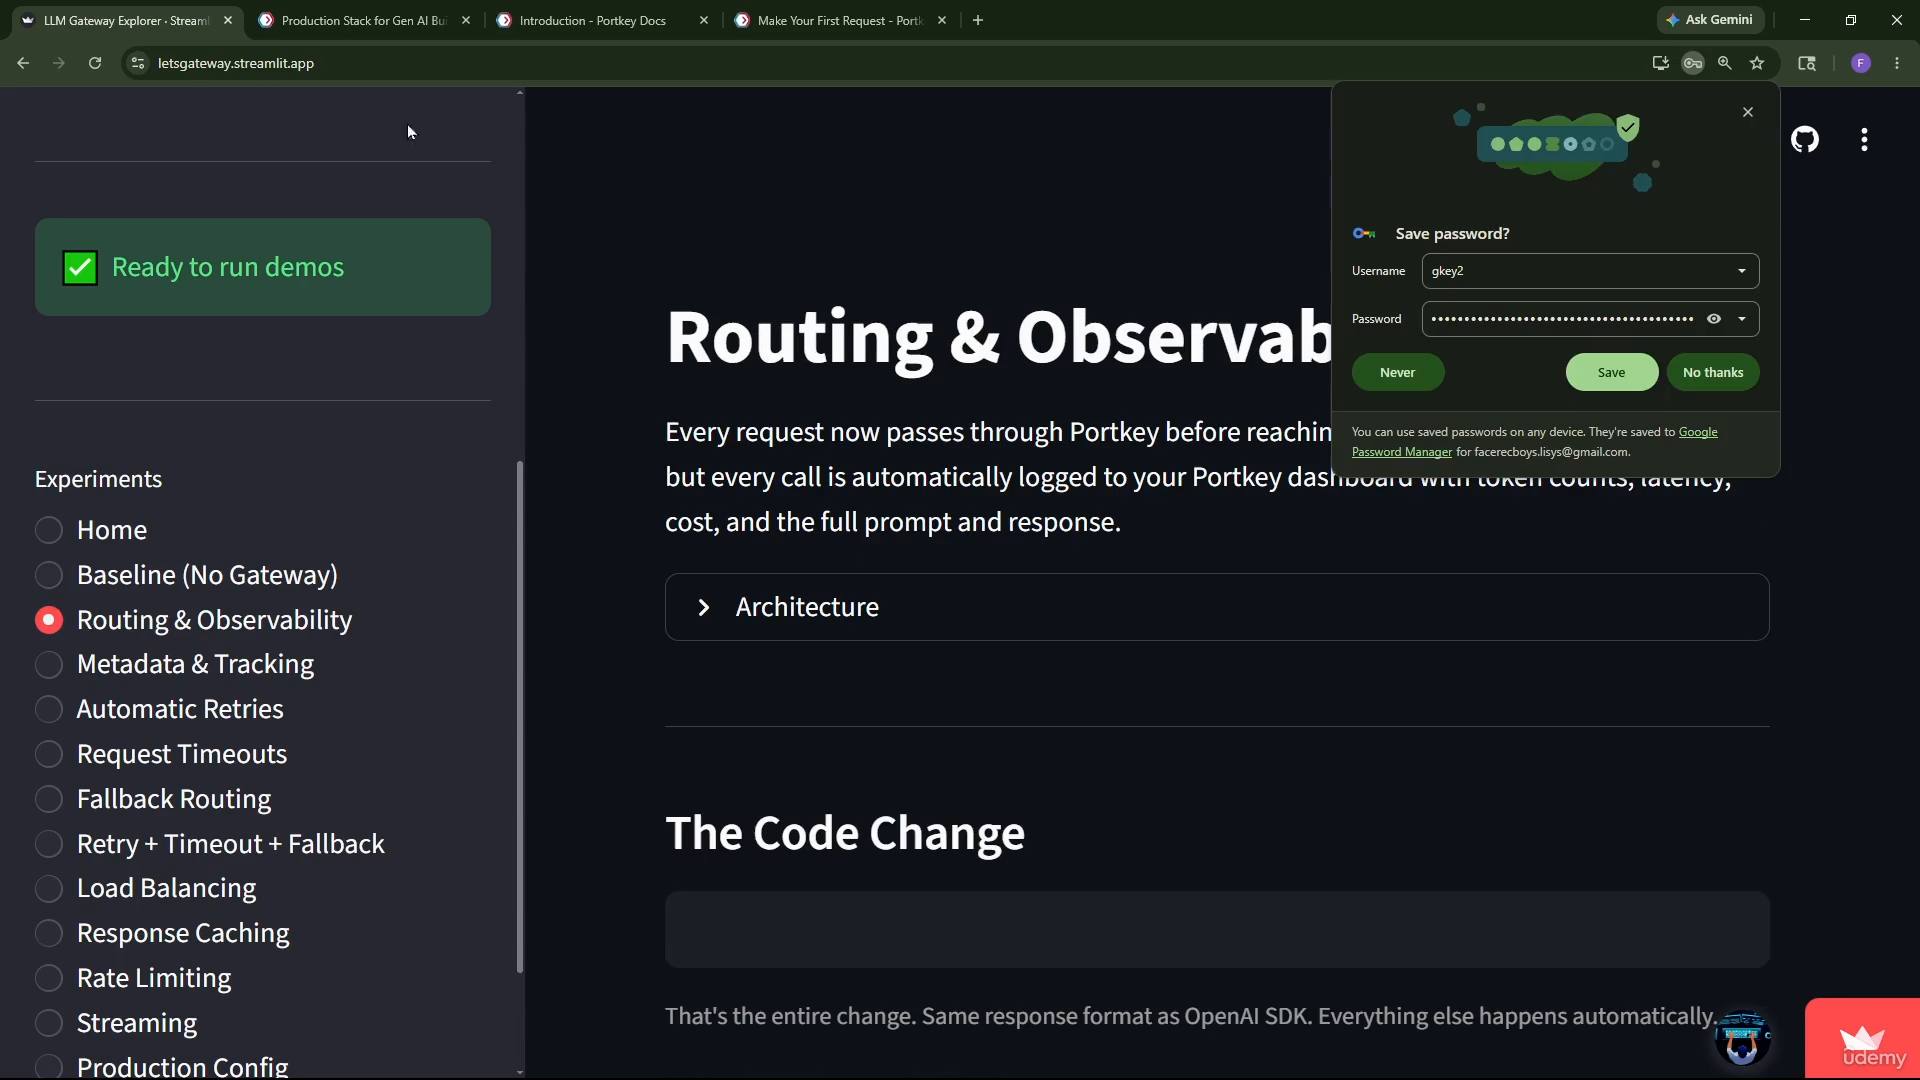 LLM Gateway Explorer · Streaml
Production Stack for Gen AI Bui
Introduction - Portkey Docs
Make Your First Request - Portk
Ask Gemini
letsgateway.streamlit.app
F
Ready to run demos
Experiments
Home
Baseline (No Gateway)
Routing & Observability
Metadata & Tracking
Automatic Retries
Request Timeouts
Fallback Routing
Retry + Timeout + Fallback
Load Balancing
Response Caching
Rate Limiting
Streaming
Production Config
Routing & Observab
Every request now passes through Portkey before reachin
but every call is automatically logged to your Portkey dashboard with token counts, latency,
cost, and the full prompt and response.
Architecture
The Code Change
That's the entire change. Same response format as OpenAI SDK. Everything else happens automatically.
Save password?
Username
gkey2
Password
Never
Save
No thanks
You can use saved passwords on any device. They're saved to Google
Password Manager for facerecboys.lisys@gmail.com.
udemy